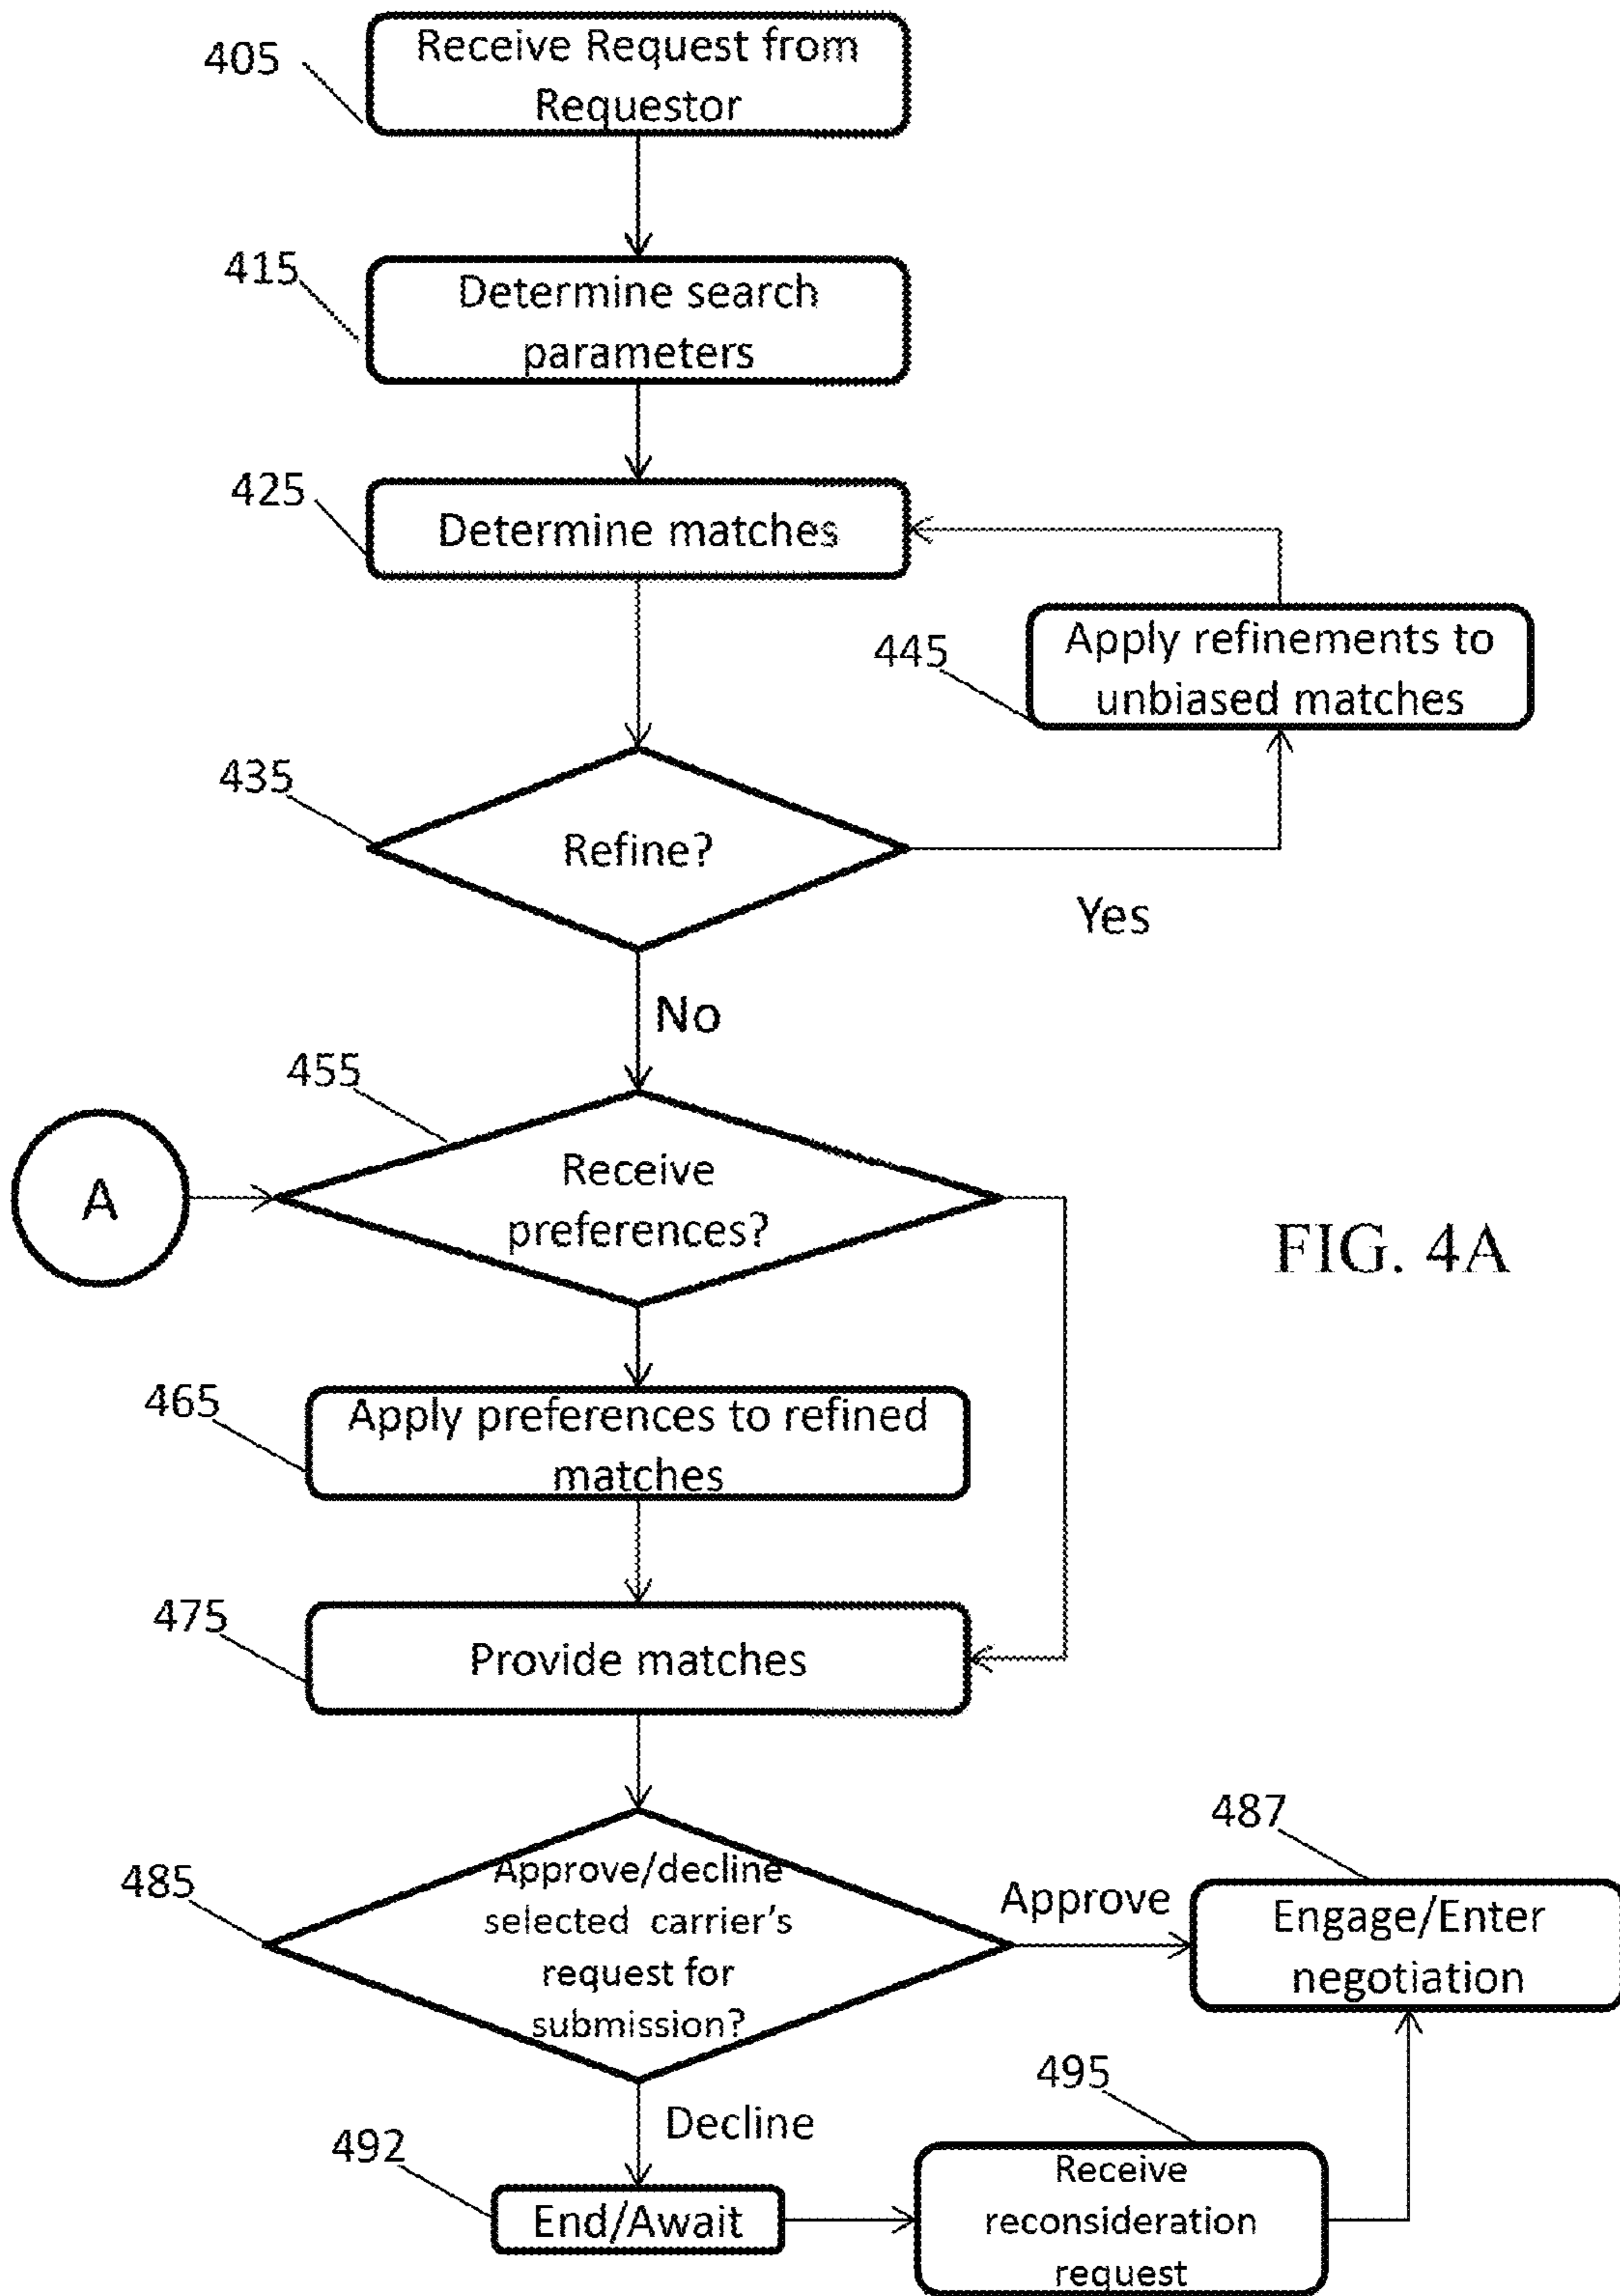 405
Receive Request from
Requestor
415
Determine search
parameters
425
Determine matches
445
Apply refinements to
unbiased matches
435
Refine?
Yes
No
455
A
Receive
preferences?
FIG. 4A
465
Apply preferences to refined
matches
475
Provide matches
485
Approve/decline
selected carrier's
request for
submission?
Approve
487
Engage/Enter
negotiation
Decline
492
End/Await
495
Receive
reconsideration
request